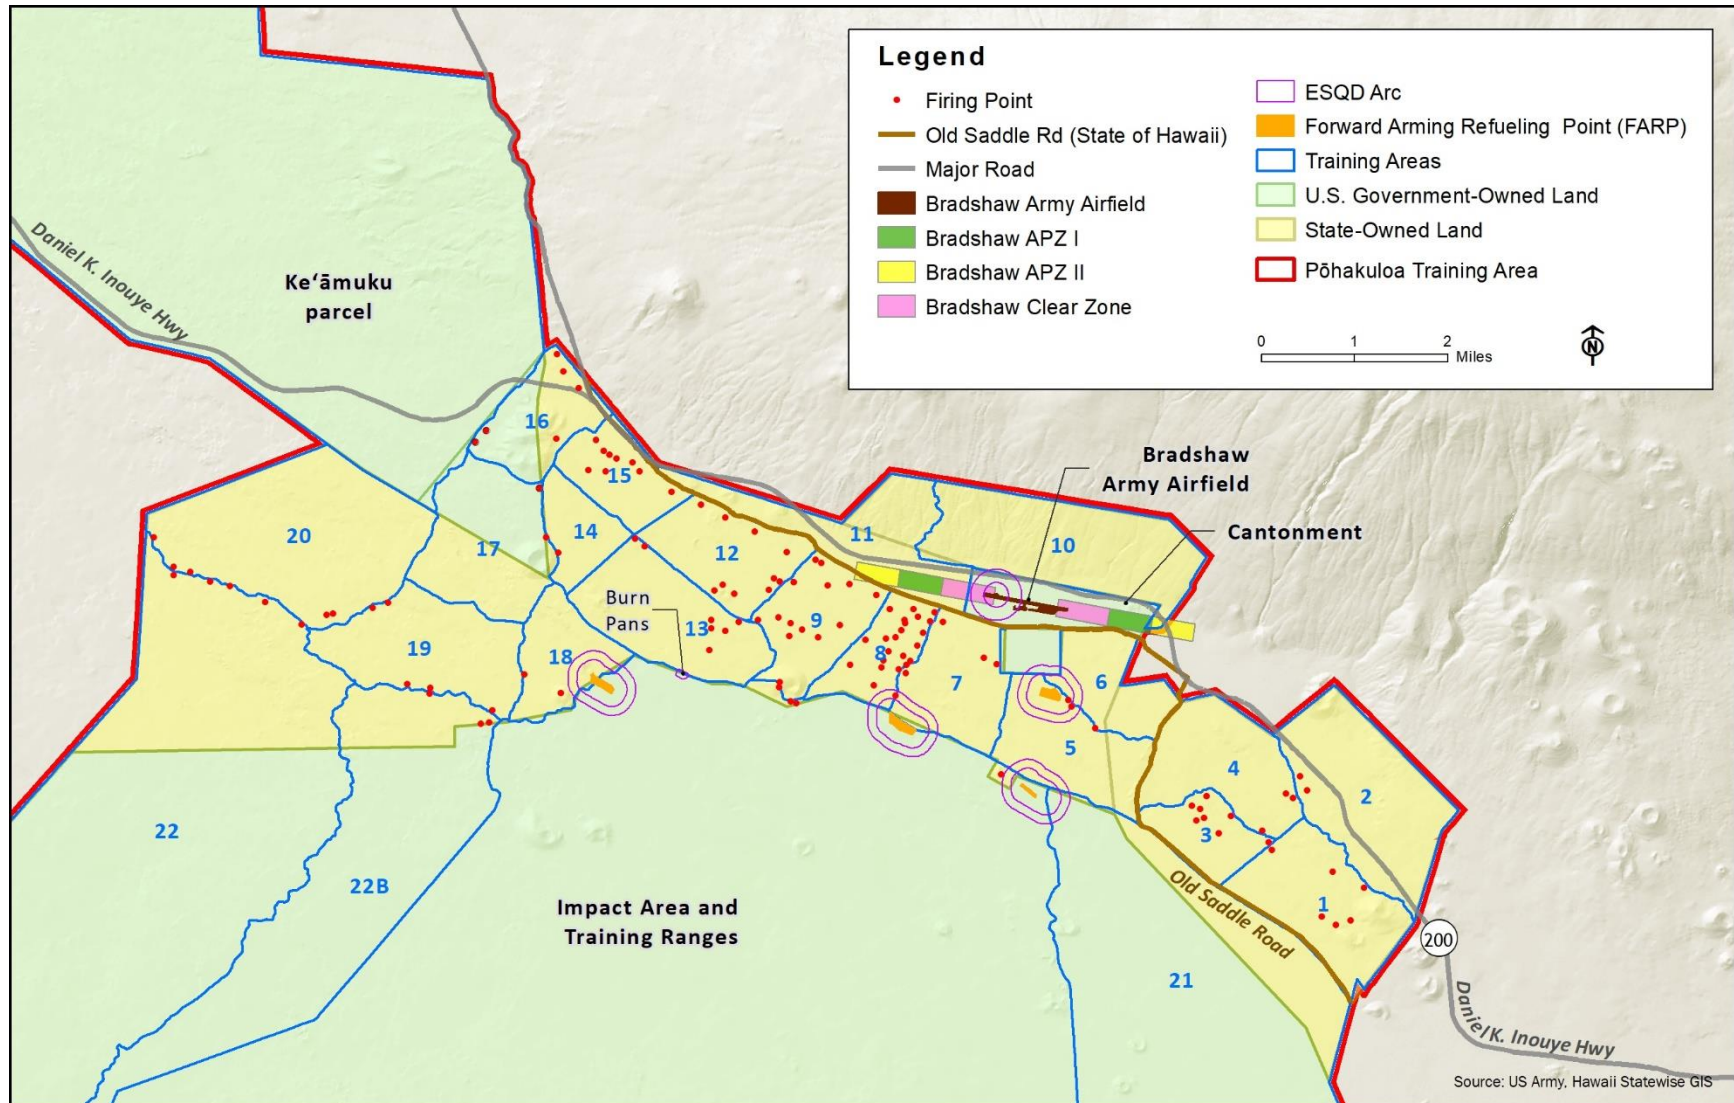 Legend
Firing Point
Old Saddle Rd (State of Hawaii)
Major Road
Bradshaw Army Airfield
Bradshaw APZ I
Bradshaw APZ II
Bradshaw Clear Zone
ESQD Arc
Forward Arming Refueling Point (FARP)
Training Areas
U.S. Government-Owned Land
State-Owned Land
Pōhakuloa Training Area
0 1 2 Miles
N
Daniel K. Inouye Hwy
Keʻāmuku
parcel
16
15
20
17
14
12
11
10
Bradshaw
Army Airfield
Cantonment
Burn
Pans
19
18
13
9
8
7
6
5
4
2
3
1
22
22B
Impact Area and
Training Ranges
21
Old Saddle Road
200
Daniel K. Inouye Hwy
Source: US Army, Hawaii Statewise GIS